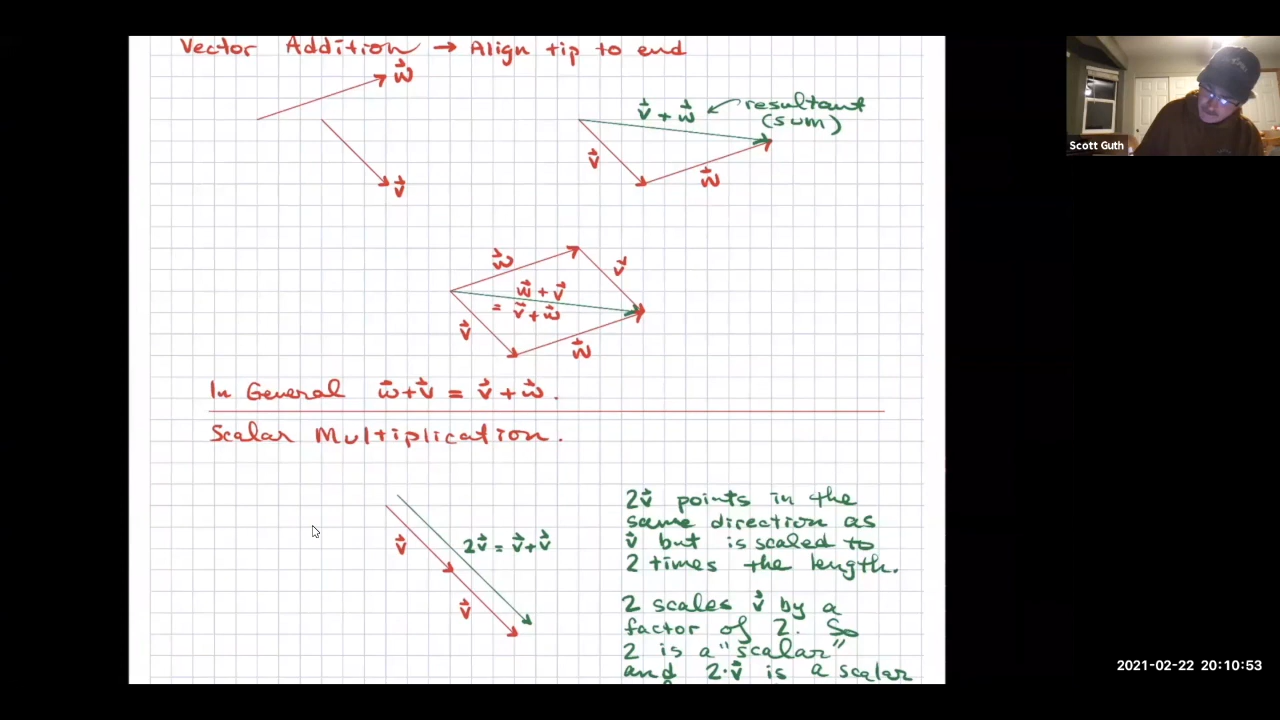 Vector Addition → Align tip to end
w⃗
v⃗
v⃗ + w⃗
resultant
(sum)
v⃗
w⃗
w⃗
v⃗
w⃗ + v⃗
= v⃗ + w⃗
v⃗
w⃗
In General w⃗+v⃗ = v⃗ + w⃗.
Scalar Multiplication.
v⃗
2v⃗ = v⃗+v⃗
v⃗
2v⃗ points in the
same direction as
v⃗ but is scaled to
2 times the length.
2 scales v⃗ by a
factor of 2. So
2 is a "scalar"
and 2·v⃗ is a scalar
Scott Guth
2021-02-22 20:10:53